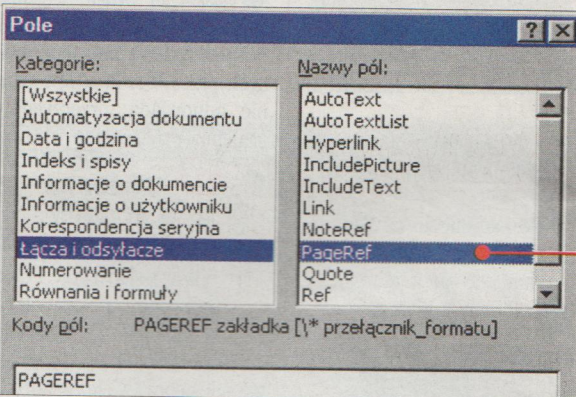 Pole
Kategorie:
[Wszystkie]
Automatyzacja dokumentu
Data i godzina
Indeks i spisy
Informacje o dokumencie
Informacje o użytkowniku
Korespondencja seryjna
Łącza i odsyłacze
Numerowanie
Równania i formuły
Nazwy pól:
AutoText
AutoTextList
Hyperlink
IncludePicture
IncludeText
Link
NoteRef
PageRef
Quote
Ref
Kody pól: PAGEREF zakładka [\* przełącznik_formatu]
PAGEREF